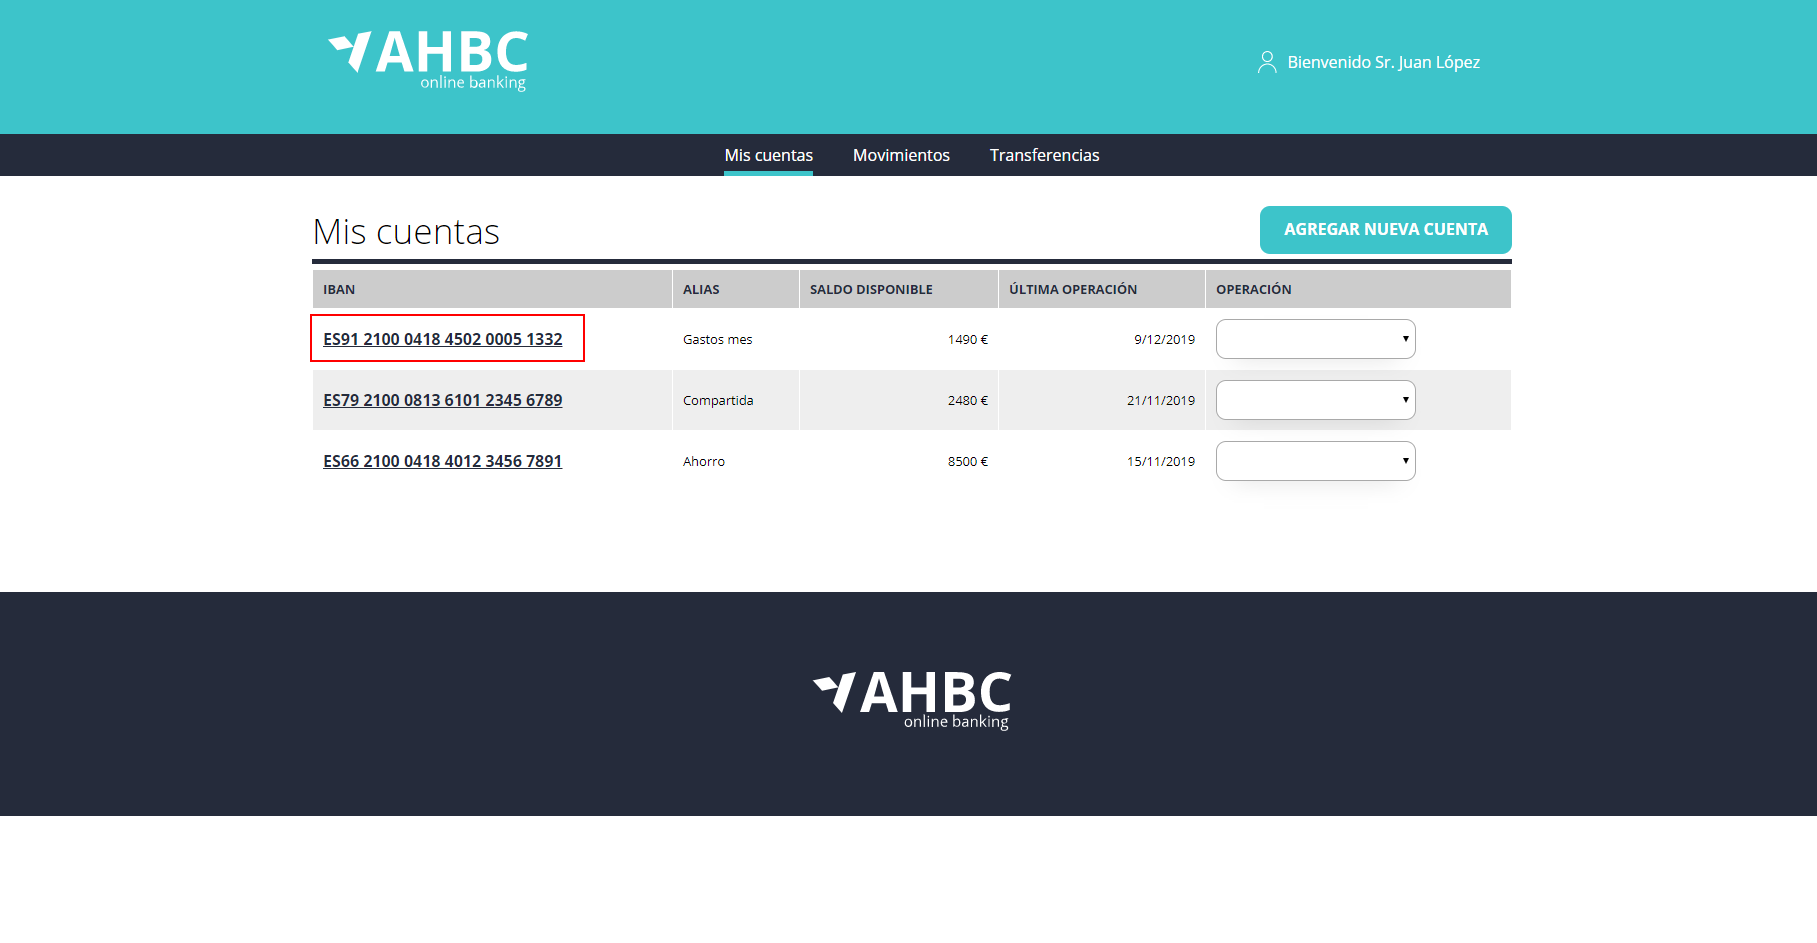 AHBC
online banking
Bienvenido Sr. Juan López
Mis cuentas Movimientos Transferencias
Mis cuentas
AGREGAR NUEVA CUENTA
IBAN ALIAS SALDO DISPONIBLE ÚLTIMA OPERACIÓN OPERACIÓN
ES91 2100 0418 4502 0005 1332 Gastos mes 1490 € 9/12/2019
ES79 2100 0813 6101 2345 6789 Compartida 2480 € 21/11/2019
ES66 2100 0418 4012 3456 7891 Ahorro 8500 € 15/11/2019
AHBC
online banking